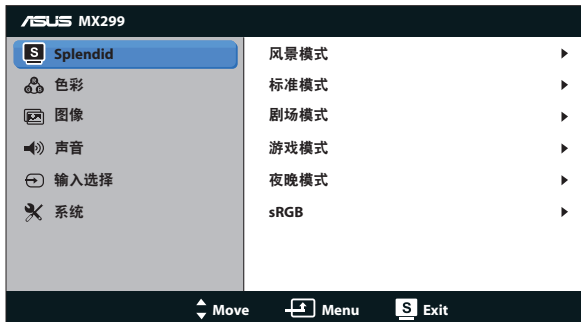 ASUS MX299
S Splendid
色彩
图像
声音
输入选择
系统
风景模式
标准模式
剧场模式
游戏模式
夜晚模式
sRGB
Move Menu S Exit